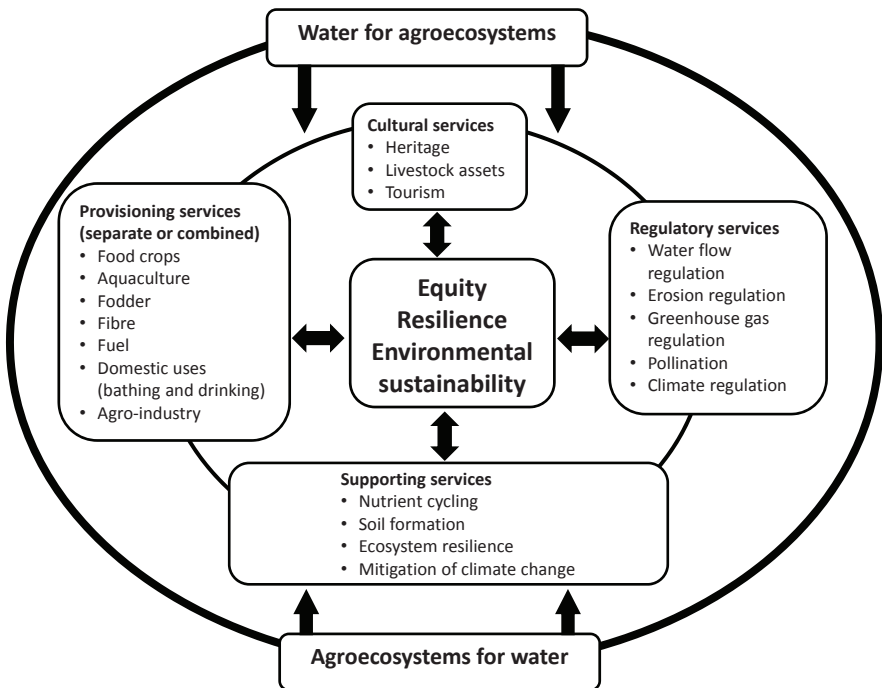 Water for agroecosystems
Cultural services
• Heritage
• Livestock assets
• Tourism
Provisioning services
(separate or combined)
• Food crops
• Aquaculture
• Fodder
• Fibre
• Fuel
• Domestic uses
(bathing and drinking)
• Agro-industry
Equity
Resilience
Environmental
sustainability
Regulatory services
• Water flow
regulation
• Erosion regulation
• Greenhouse gas
regulation
• Pollination
• Climate regulation
Supporting services
• Nutrient cycling
• Soil formation
• Ecosystem resilience
• Mitigation of climate change
Agroecosystems for water